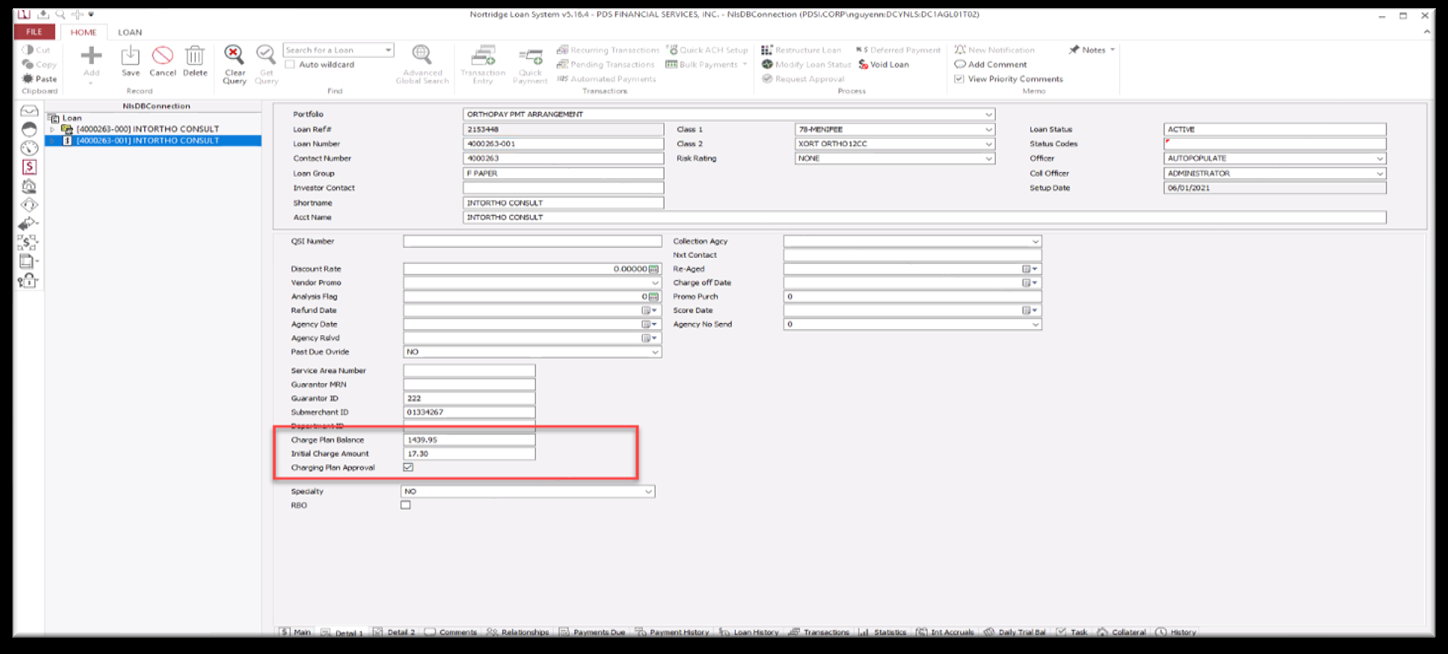 Nortridge Loan System v5.16.4 - PDS FINANCIAL SERVICES, INC. - NlsDBConnection (PDSI.CORP\nguyenn:DCYNLS:DC1AGL01T02)
FILE HOME LOAN
Cut
Copy
Paste
Clipboard
Add Save Cancel Delete
Record
Clear Query
Get Query
Search for a Loan
Auto wildcard
Advanced Global Search
Find
Transaction Entry
Quick Payment
Recurring Transactions Quick ACH Setup
Pending Transactions Bulk Payments
Automated Payments
Transactions
Restructure Loan Deferred Payment
Modify Loan Status Void Loan
Request Approval
Process
New Notification Notes
Add Comment
View Priority Comments
Memo
NlsDBConnection
Loan
[4000263-000] INTORTHO CONSULT
[4000263-001] INTORTHO CONSULT
Portfolio ORTHOPAY PMT ARRANGEMENT
Loan Ref# 2153448 Class 1 78-MENIFEE Loan Status ACTIVE
Loan Number 4000263-001 Class 2 XORT ORTHO12CC Status Codes
Contact Number 4000263 Risk Rating NONE Officer AUTOPOPULATE
Loan Group F PAPER Coll Officer ADMINISTRATOR
Investor Contact Setup Date 06/01/2021
Shortname INTORTHO CONSULT
Acct Name INTORTHO CONSULT
QSI Number Collection Agcy
Nxt Contact
Discount Rate 0.00000 Re-Aged
Vendor Promo Charge off Date
Analysis Flag 0 Promo Purch 0
Refund Date Score Date
Agency Date Agency No Send 0
Agency Rslvd
Past Due Ovride NO
Service Area Number
Guarantor MRN
Guarantor ID 222
Submerchant ID 01334267
Department ID
Charge Plan Balance 1439.95
Initial Charge Amount 17.30
Charging Plan Approval
Specialty NO
RBO
Main Detail 1 Detail 2 Comments Relationships Payments Due Payment History Loan History Transactions Statistics Int Accruals Daily Trial Bal Task Collateral History